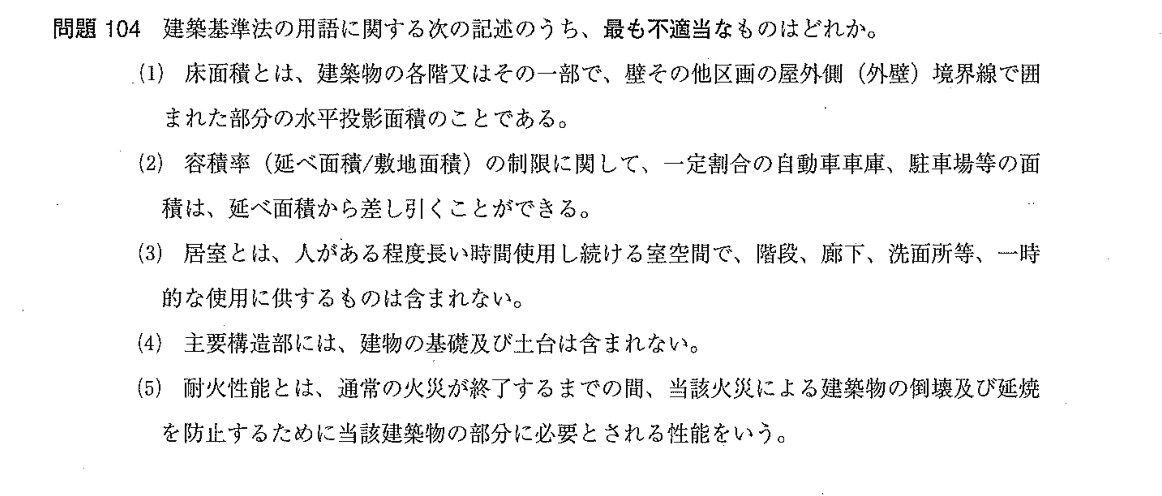 問題 104　建築基準法の用語に関する次の記述のうち、最も不適当なものはどれか。
(1)　床面積とは、建築物の各階又はその一部で、壁その他区画の屋外側（外壁）境界線で囲
まれた部分の水平投影面積のことである。
(2)　容積率（延べ面積/敷地面積）の制限に関して、一定割合の自動車車庫、駐車場等の面
積は、延べ面積から差し引くことができる。
(3)　居室とは、人がある程度長い時間使用し続ける室空間で、階段、廊下、洗面所等、一時
的な使用に供するものは含まれない。
(4)　主要構造部には、建物の基礎及び土台は含まれない。
(5)　耐火性能とは、通常の火災が終了するまでの間、当該火災による建築物の倒壊及び延焼
を防止するために当該建築物の部分に必要とされる性能をいう。